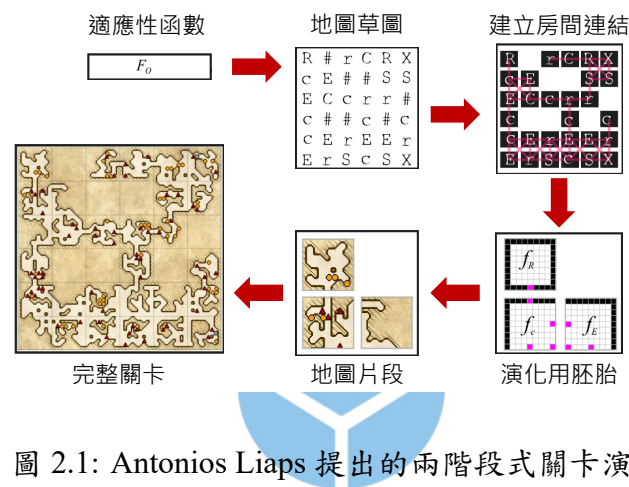 適應性函數
F_O
地圖草圖
R # r C R X
c E # # S S
E C c r r #
c # # c # c
c E r E E r
E r S c S X
建立房間連結
R r C R X
c E S S
E C c r r
c c c
c E r E E r
E r S c S X
演化用胚胎
f_R
f_c f_E
地圖片段
完整關卡
圖 2.1: Antonios Liaps 提出的兩階段式關卡演